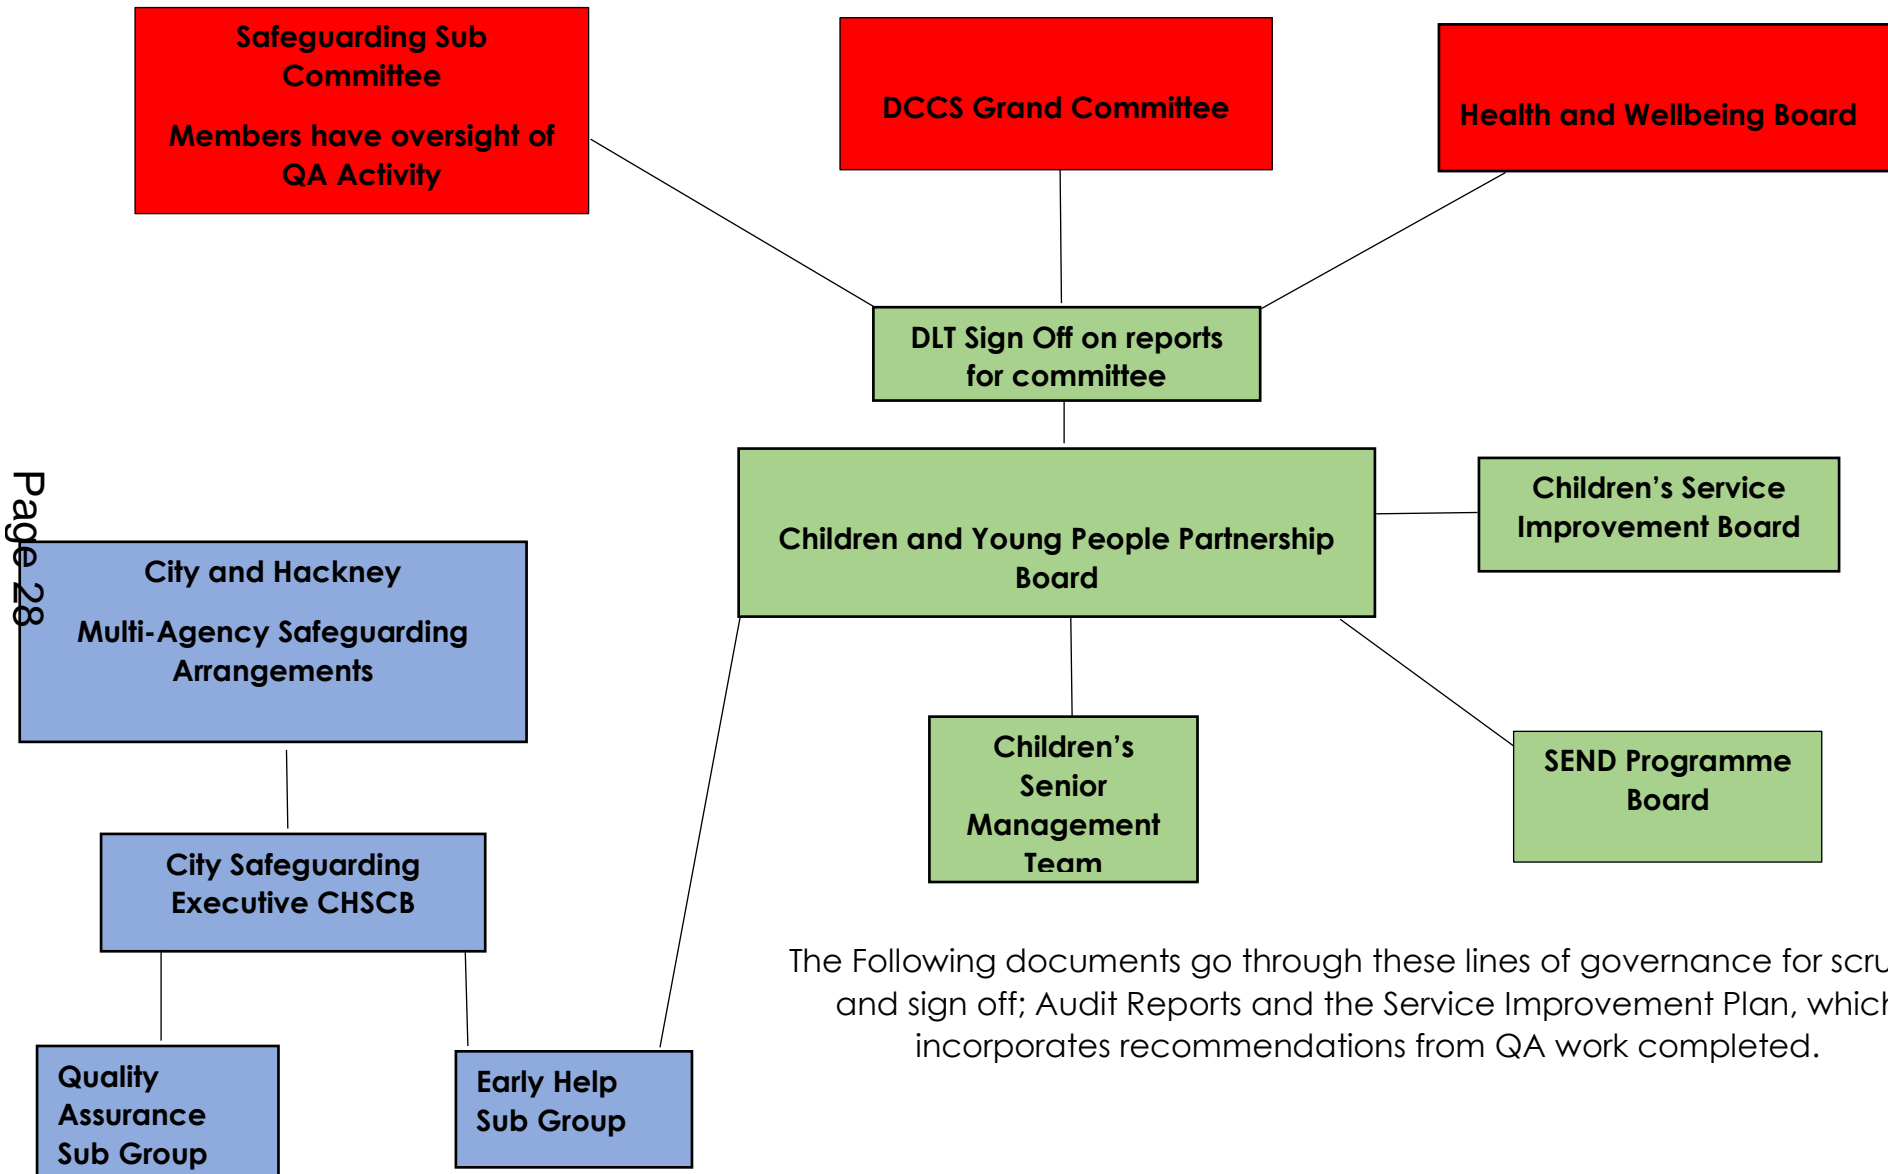 Safeguarding Sub
Committee
Members have oversight of
QA Activity
DCCS Grand Committee
Health and Wellbeing Board
DLT Sign Off on reports
for committee
Children and Young People Partnership
Board
Children’s Service
Improvement Board
Page 28
City and Hackney
Multi-Agency Safeguarding
Arrangements
Children’s
Senior
Management
Team
SEND Programme
Board
City Safeguarding
Executive CHSCB
Quality
Assurance
Sub Group
Early Help
Sub Group
The Following documents go through these lines of governance for
and sign off; Audit Reports and the Service Improvement Plan, which
incorporates recommendations from QA work completed.